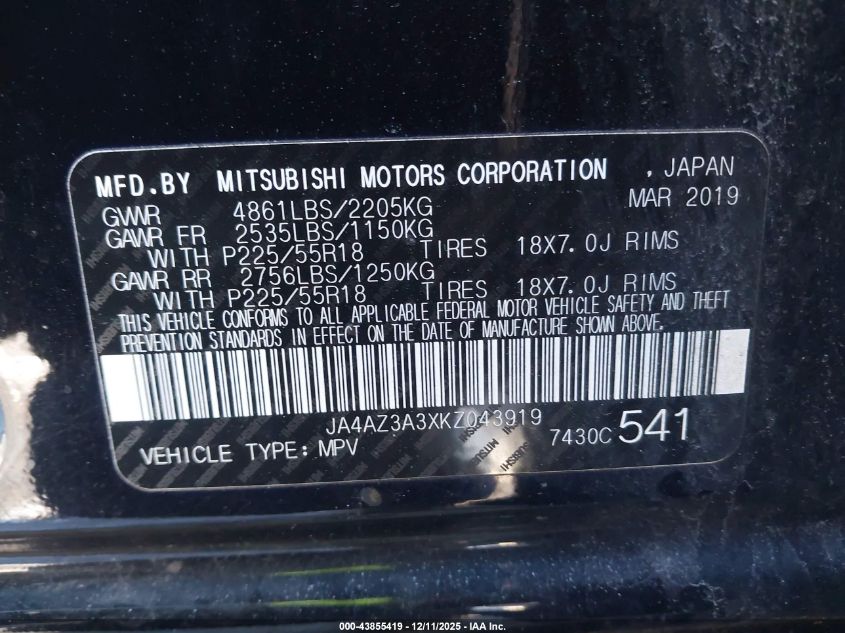 MFD.BY MITSUBISHI MOTORS CORPORATION , JAPAN
MAR 2019
GVWR 4861LBS/2205KG
GAWR FR 2535LBS/1150KG
WITH P225/55R18 TIRES 18X7.0J RIMS
GAWR RR 2756LBS/1250KG
WITH P225/55R18 TIRES 18X7.0J RIMS
THIS VEHICLE CONFORMS TO ALL APPLICABLE FEDERAL MOTOR VEHICLE SAFETY AND THEFT
PREVENTION STANDARDS IN EFFECT ON THE DATE OF MANUFACTURE SHOWN ABOVE.
JA4AZ3A3XKZ043919
7430C 541
VEHICLE TYPE: MPV
000-43855419 - 12/11/2025 - IAA Inc.